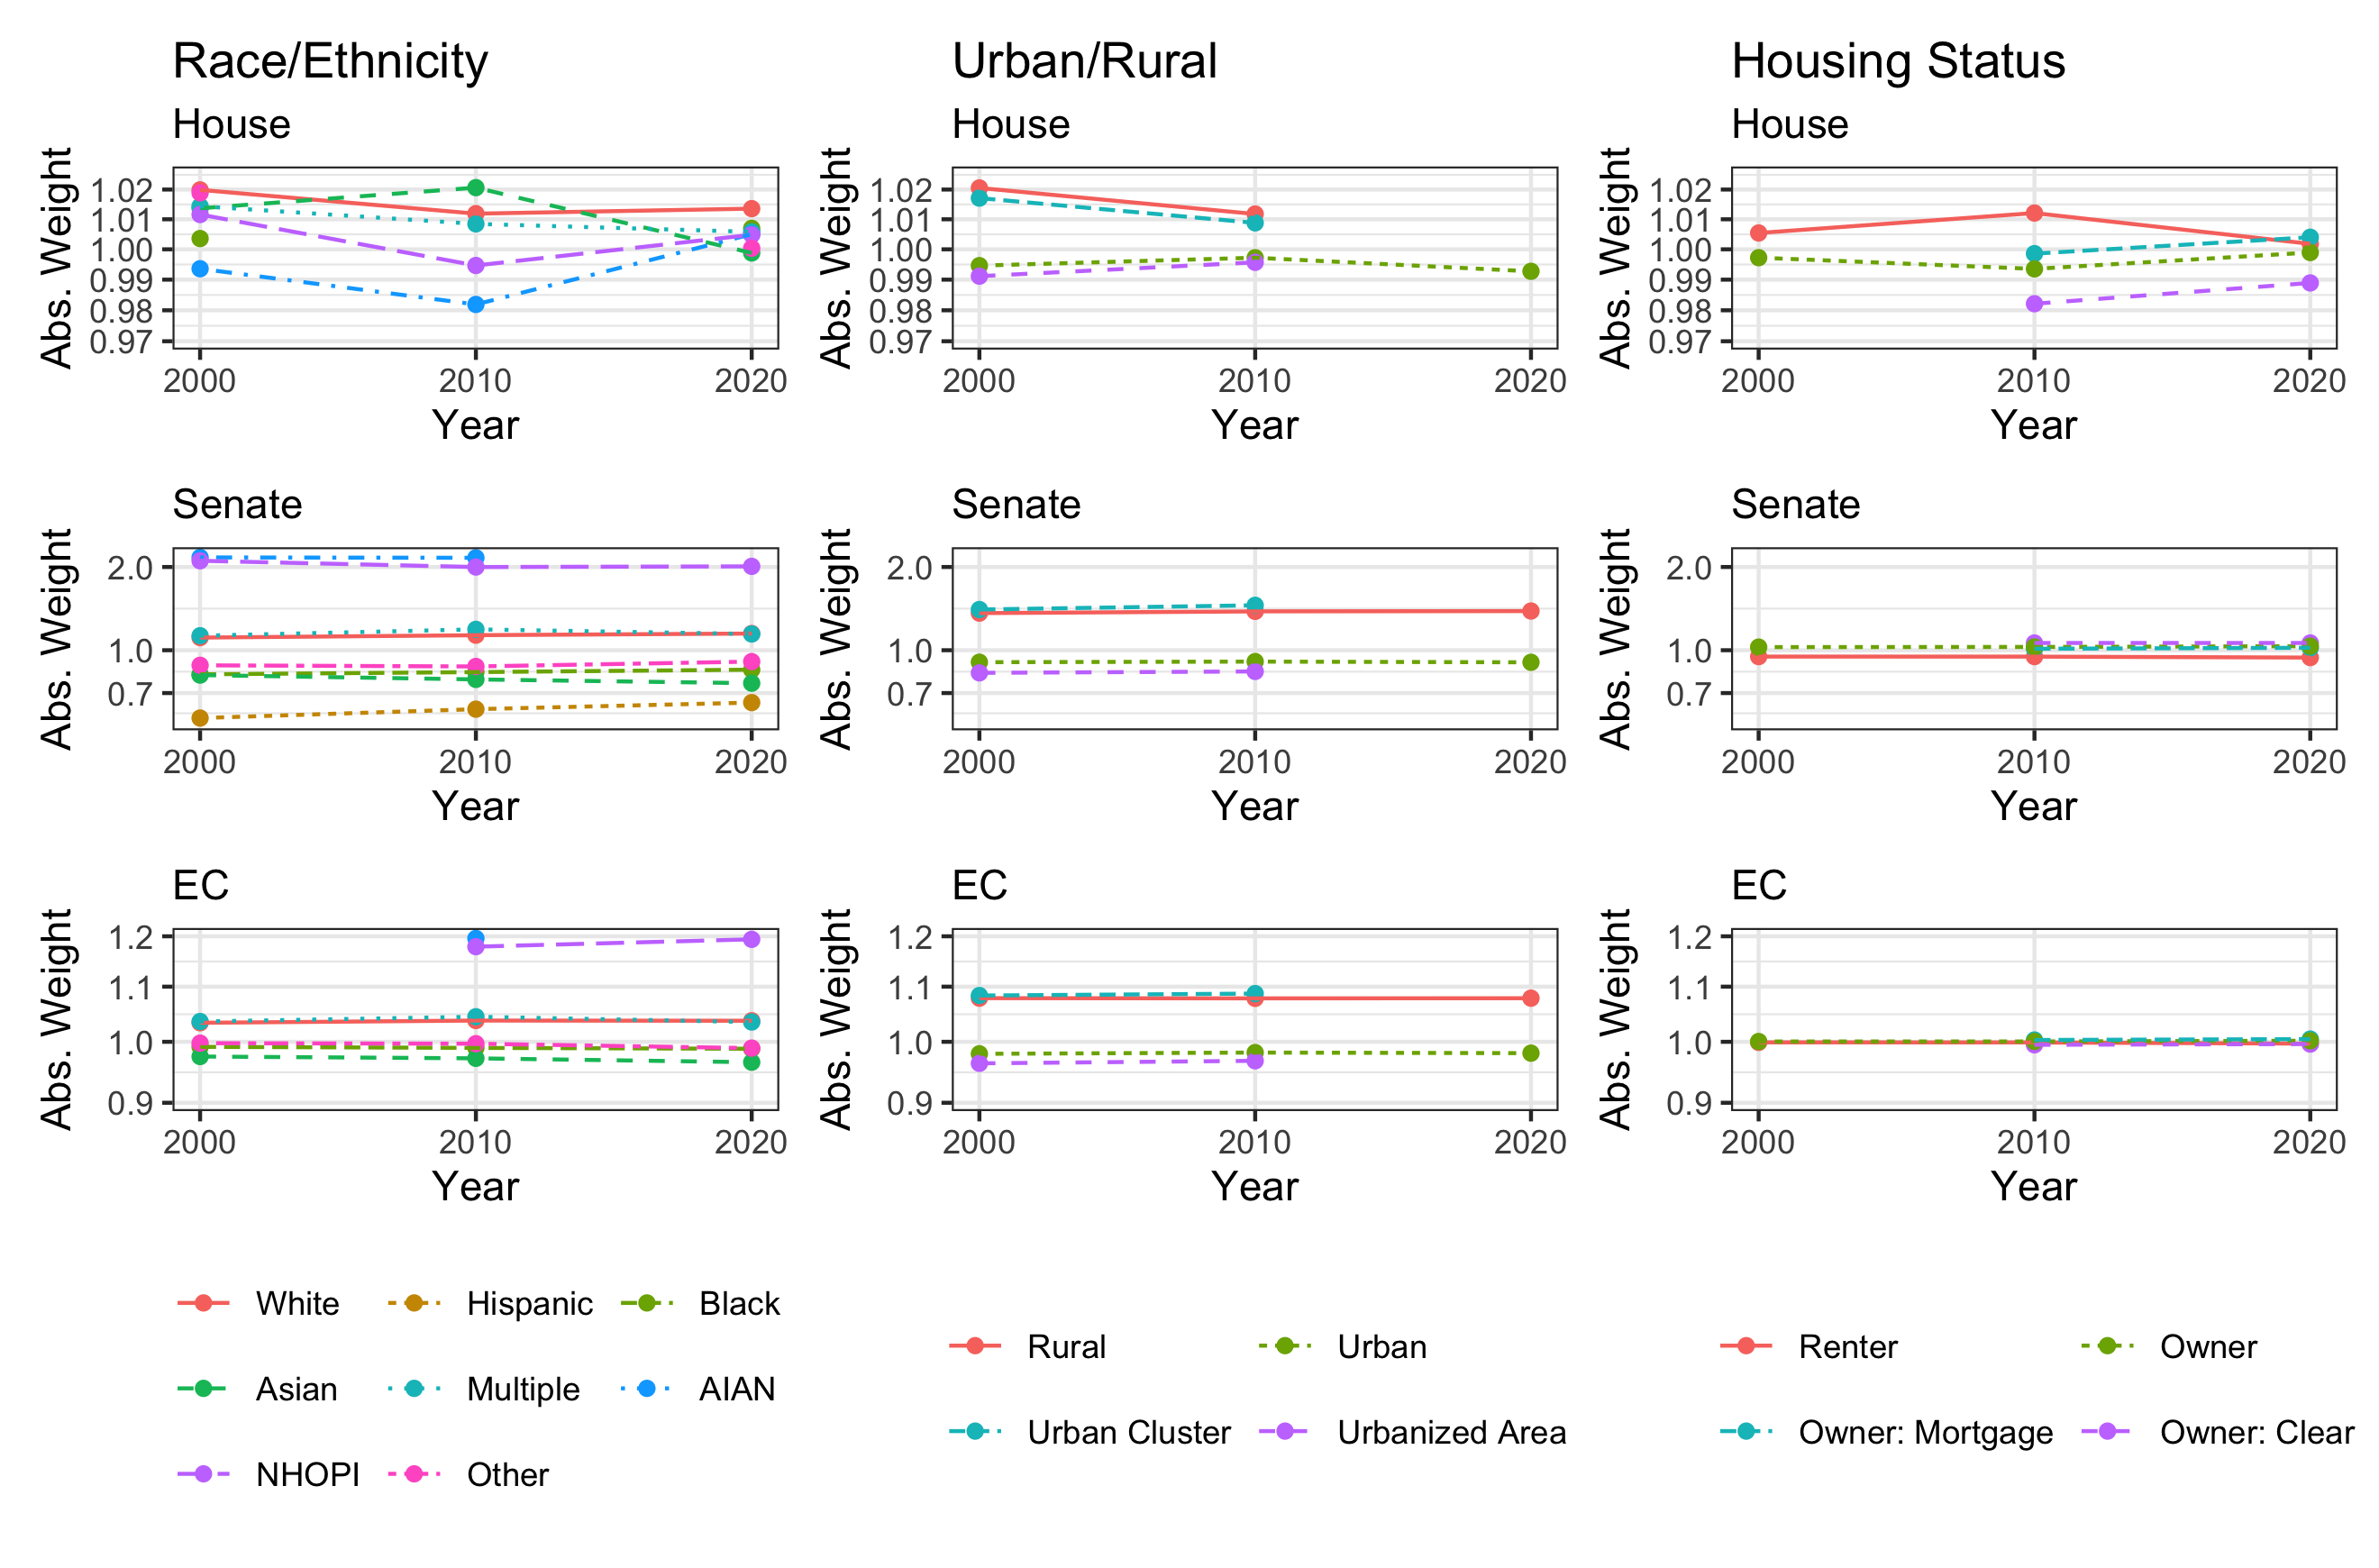 Race/Ethnicity Urban/Rural Housing Status
House House House
Abs. Weight Abs. Weight Abs. Weight
1.02 1.02 1.02
1.01 1.01 1.01
1.00 1.00 1.00
0.99 0.99 0.99
0.98 0.98 0.98
0.97 0.97 0.97
2000 2010 2020 2000 2010 2020 2000 2010 2020
Year Year Year
Senate Senate Senate
Abs. Weight Abs. Weight Abs. Weight
2.0 2.0 2.0
1.0 1.0 1.0
0.7 0.7 0.7
2000 2010 2020 2000 2010 2020 2000 2010 2020
Year Year Year
EC EC EC
Abs. Weight Abs. Weight Abs. Weight
1.2 1.2 1.2
1.1 1.1 1.1
1.0 1.0 1.0
0.9 0.9 0.9
2000 2010 2020 2000 2010 2020 2000 2010 2020
Year Year Year
White Hispanic Black
Asian Multiple AIAN
NHOPI Other
Rural Urban
Urban Cluster Urbanized Area
Renter Owner
Owner: Mortgage Owner: Clear